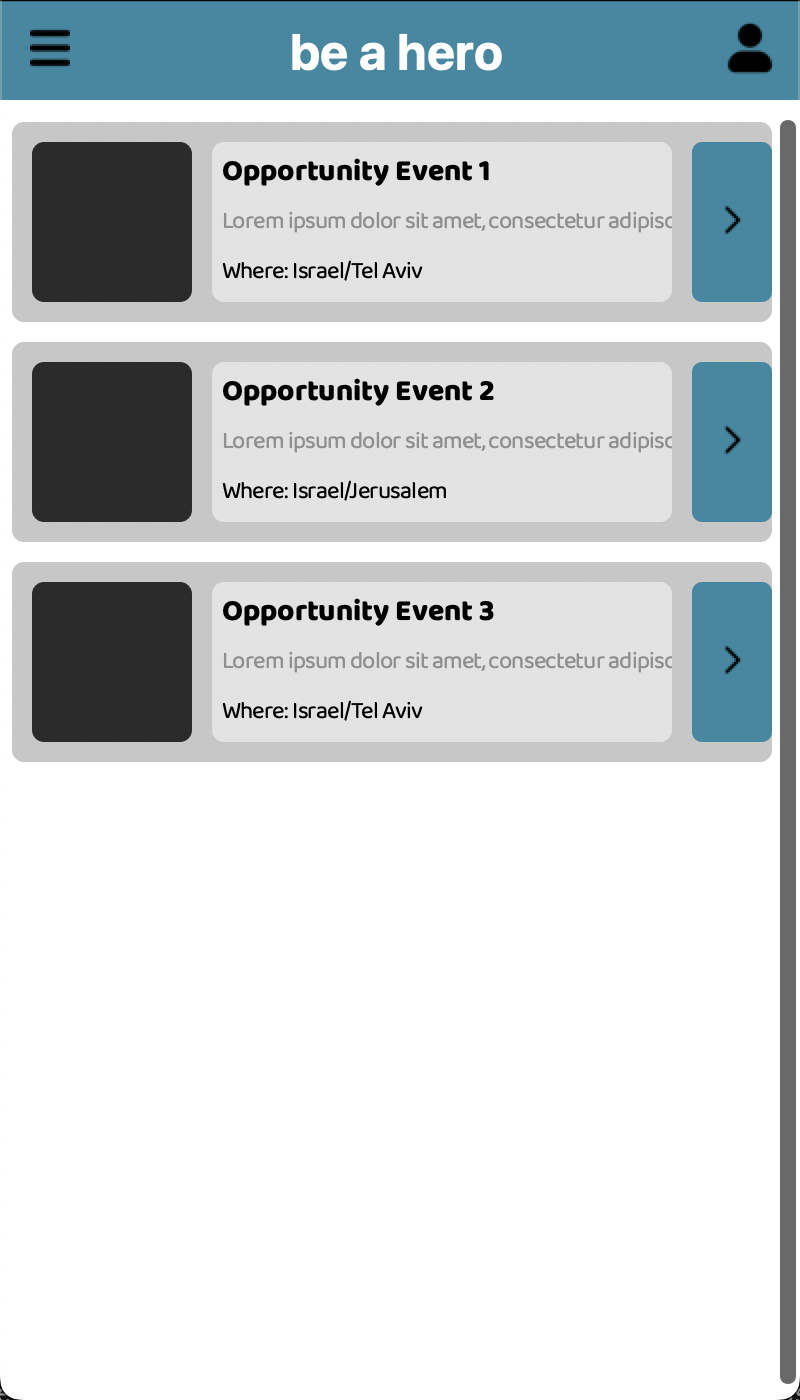 be a hero
Opportunity Event 1
Lorem ipsum dolor sit amet, consectetur adipisc
Where: Israel/Tel Aviv
Opportunity Event 2
Lorem ipsum dolor sit amet, consectetur adipisc
Where: Israel/Jerusalem
Opportunity Event 3
Lorem ipsum dolor sit amet, consectetur adipisc
Where: Israel/Tel Aviv